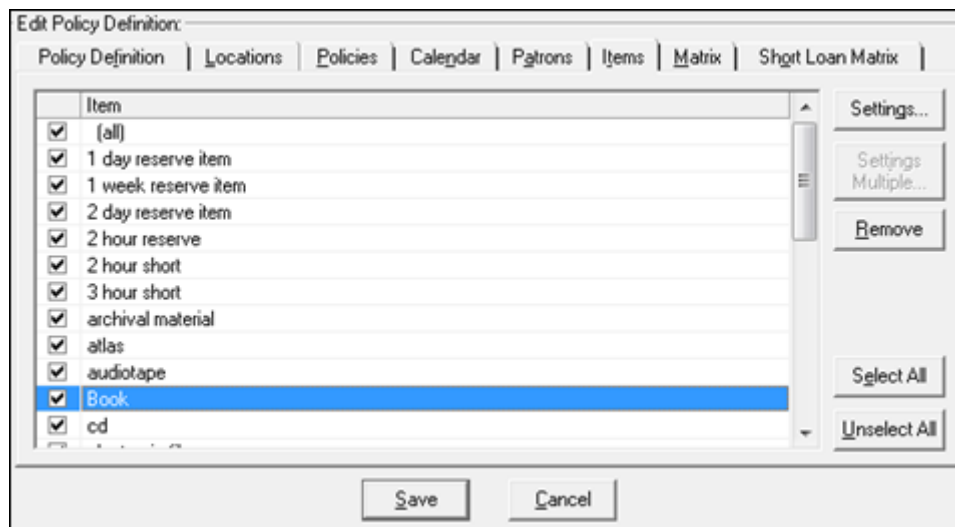 Edit Policy Definition:
Policy Definition Locations Policies Calendar Patrons Items Matrix Short Loan Matrix
Item
(all)
1 day reserve item
1 week reserve item
2 day reserve item
2 hour reserve
2 hour short
3 hour short
archival material
atlas
audiotape
Book
cd
Settings...
Settings
Multiple...
Remove
Select All
Unselect All
Save Cancel